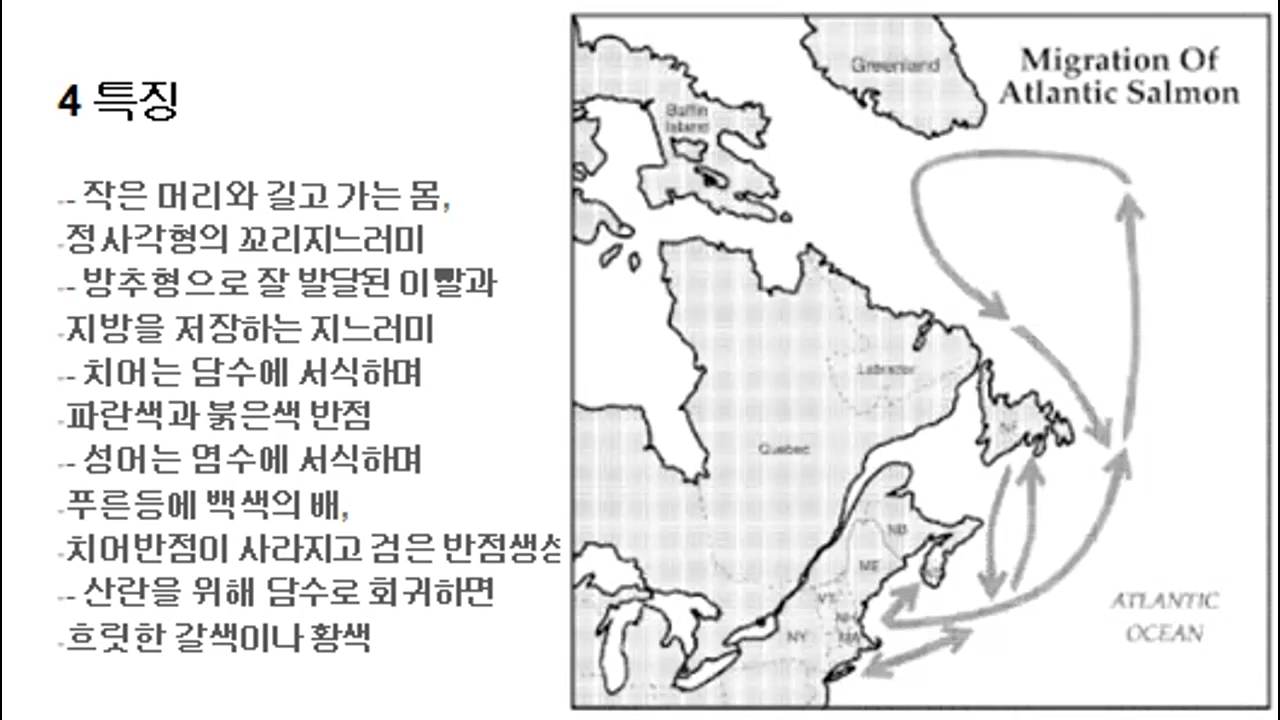 4 특징
-- 작은 머리와 길고 가는 몸,
-정사각형의 꼬리지느러미
-- 방추형으로 잘 발달된 이빨과
-지방을 저장하는 지느러미
-- 치어는 담수에 서식하며
-파란색과 붉은색 반점
-- 성어는 염수에 서식하며
-푸른등에 백색의 배,
-치어반점이 사라지고 검은 반점생성
-- 산란을 위해 담수로 회귀하면
-흐릿한 갈색이나 황색
Migration Of
Atlantic Salmon
Greenland
Baffin
Island
Labrador
NF
Quebec
NB
ME
VT
NH
NY
MA
ATLANTIC
OCEAN